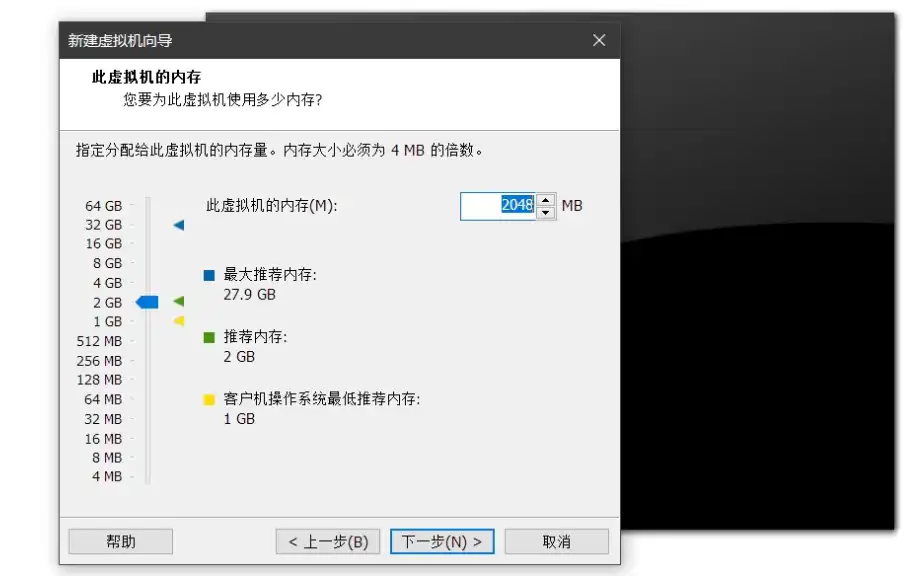 新建虚拟机向导
此虚拟机的内存
您要为此虚拟机使用多少内存?
指定分配给此虚拟机的内存量。内存大小必须为 4 MB 的倍数。
此虚拟机的内存(M):
2048 MB
64 GB
32 GB
16 GB
8 GB
4 GB
2 GB
1 GB
512 MB
256 MB
128 MB
64 MB
32 MB
16 MB
8 MB
4 MB
最大推荐内存:
27.9 GB
推荐内存:
2 GB
客户机操作系统最低推荐内存:
1 GB
帮助
< 上一步(B)
下一步(N) >
取消